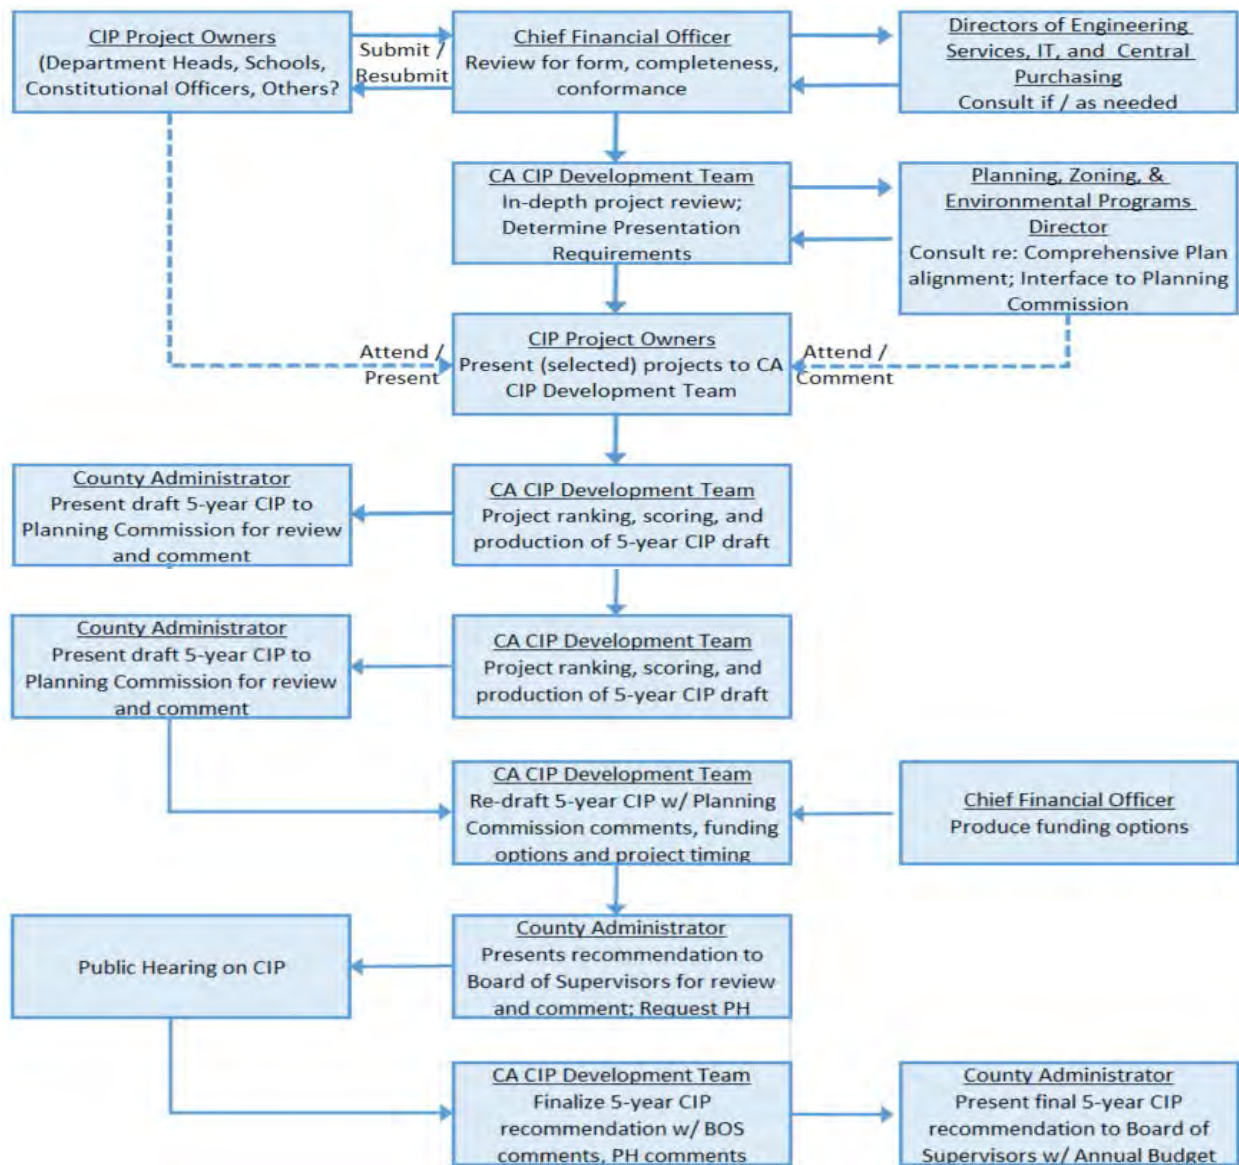 CIP Project Owners
(Department Heads, Schools,
Constitutional Officers, Others?
Submit /
Resubmit
Chief Financial Officer
Review for form, completeness,
conformance
Directors of Engineering
Services, IT, and Central
Purchasing
Consult if / as needed
CA CIP Development Team
In-depth project review;
Determine Presentation
Requirements
Planning, Zoning, &
Environmental Programs
Director
Consult re: Comprehensive Plan
alignment; Interface to Planning
Commission
Attend /
Present
CIP Project Owners
Present (selected) projects to CA
CIP Development Team
Attend /
Comment
County Administrator
Present draft 5-year CIP to
Planning Commission for review
and comment
CA CIP Development Team
Project ranking, scoring, and
production of 5-year CIP draft
County Administrator
Present draft 5-year CIP to
Planning Commission for review
and comment
CA CIP Development Team
Project ranking, scoring, and
production of 5-year CIP draft
CA CIP Development Team
Re-draft 5-year CIP w/ Planning
Commission comments, funding
options and project timing
Chief Financial Officer
Produce funding options
Public Hearing on CIP
County Administrator
Presents recommendation to
Board of Supervisors for review
and comment; Request PH
CA CIP Development Team
Finalize 5-year CIP
recommendation w/ BOS
comments, PH comments
County Administrator
Present final 5-year CIP
recommendation to Board of
Supervisors w/ Annual Budget